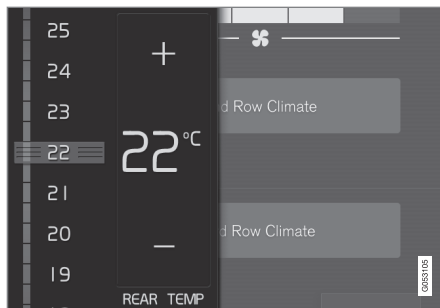 25
24
23
22
21
20
19
+
22°C
–
REAR TEMP
d Row Climate
d Row Climate
G053105